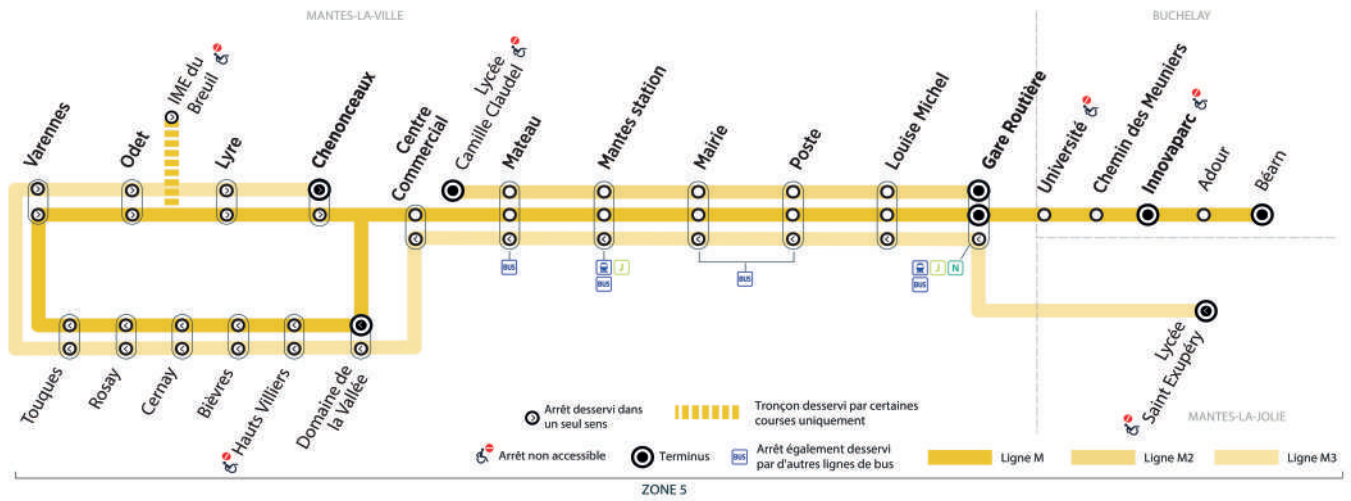 MANTES-LA-VILLE
BUCHELAY
Varennes
Odet
IME du
Breuil
Lyre
Chenonceaux
Centre
Commercial
Lycée
Camille Claudel
Mateau
Mantes station
Mairie
Poste
Louise Michel
Gare Routière
Université
Chemin des Meuniers
Innovaparc
Adour
Béarn
BUS
J
BUS
BUS
J
N
BUS
Touques
Rosay
Cernay
Bièvres
Hauts Villiers
Domaine de
la Vallée
Lycée
Saint Exupéry
MANTES-LA-JOLIE
Arrêt desservi dans
un seul sens
Tronçon desservi par certaines
courses uniquement
Arrêt non accessible
Terminus
BUS
Arrêt également desservi
par d'autres lignes de bus
Ligne M
Ligne M2
Ligne M3
ZONE 5